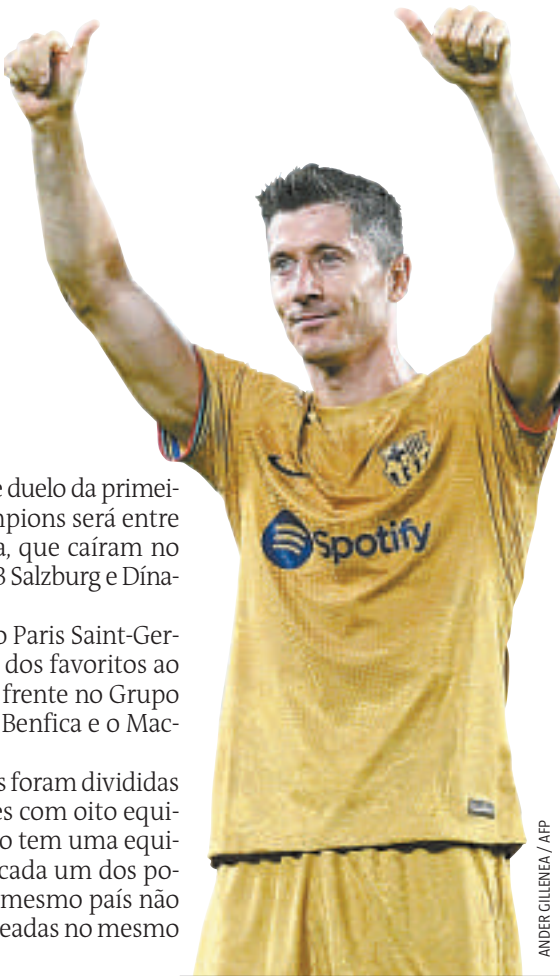 e duelo da primei-
mpions será entre
a, que caíram no
B Salzburg e Dína-
o Paris Saint-Ger-
dos favoritos ao
frente no Grupo
Benfica e o Mac-
s foram divididas
es com oito equi-
o tem uma equi-
cada um dos po-
mesmo país não
eadas no mesmo
Spotify
ANDER GILLENEA / AFP